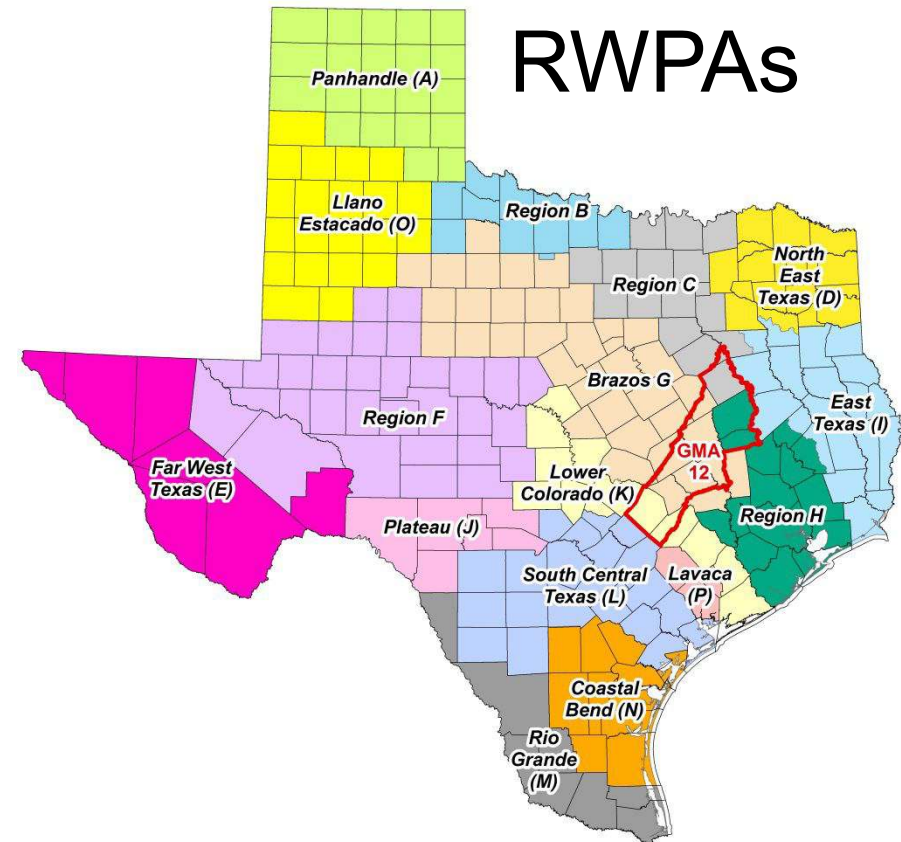 RWPAs
Panhandle (A)
Llano
Estacado (O)
Region B
North
East
Texas (D)
Region C
Brazos G
Region F
East
Texas (I)
GMA
12
Far West
Texas (E)
Lower
Colorado (K)
Region H
Plateau (J)
South Central
Texas (L)
Lavaca
(P)
Coastal
Bend (N)
Rio
Grande
(M)